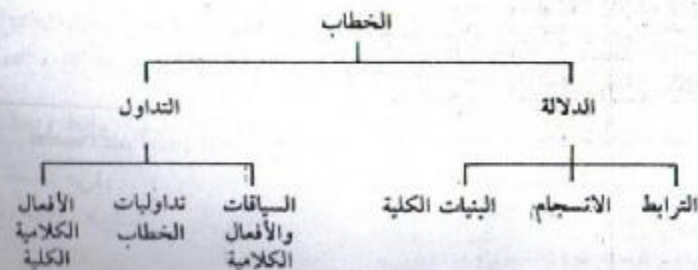 الخطاب
الدلالة
التداول
الترابط
الانسجام
البنيات الكلية
السياقات
والأفعال
الكلامية
تداوليات
الخطاب
الأفعال
الكلامية
الكلية